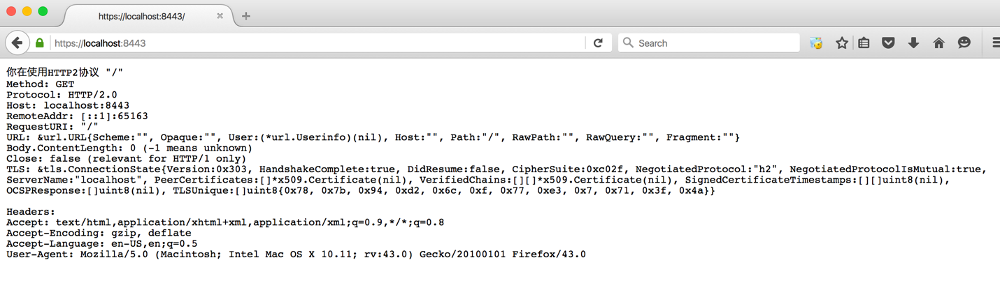 https://localhost:8443/
https://localhost:8443
Search
你在使用HTTP2协议 "/"
Method: GET
Protocol: HTTP/2.0
Host: localhost:8443
RemoteAddr: [::1]:65163
RequestURI: "/"
URL: &url.URL{Scheme:"", Opaque:"", User:(*url.Userinfo)(nil), Host:"", Path:"/", RawPath:"", RawQuery:"", Fragment:""}
Body.ContentLength: 0 (-1 means unknown)
Close: false (relevant for HTTP/1 only)
TLS: &tls.ConnectionState{Version:0x303, HandshakeComplete:true, DidResume:false, CipherSuite:0xc02f, NegotiatedProtocol:"h2", NegotiatedProtocolIsMutual:true,
ServerName:"localhost", PeerCertificates:[]*x509.Certificate(nil), VerifiedChains:[][]*x509.Certificate(nil), SignedCertificateTimestamps:[][]uint8(nil),
OCSPResponse:[]uint8(nil), TLSUnique:[]uint8{0x78, 0x7b, 0x94, 0xd2, 0x6c, 0xf, 0x77, 0xe3, 0x7, 0x71, 0x3f, 0x4a}}
Headers:
Accept: text/html,application/xhtml+xml,application/xml;q=0.9,*/*;q=0.8
Accept-Encoding: gzip, deflate
Accept-Language: en-US,en;q=0.5
User-Agent: Mozilla/5.0 (Macintosh; Intel Mac OS X 10.11; rv:43.0) Gecko/20100101 Firefox/43.0